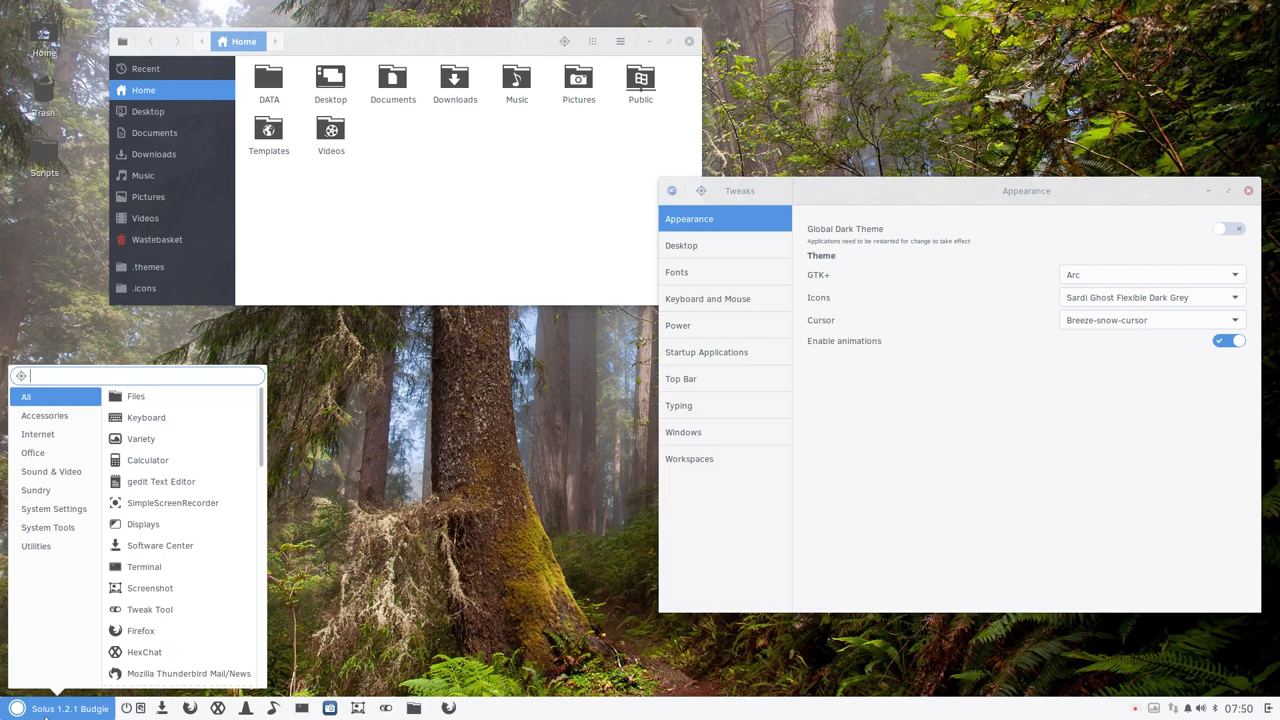 Home
Trash
Scripts
Home
Recent
Home
Desktop
Documents
Downloads
Music
Pictures
Videos
Wastebasket
.themes
.icons
DATA
Desktop
Documents
Downloads
Music
Pictures
Public
Templates
Videos
Tweaks
Appearance
Appearance
Desktop
Fonts
Keyboard and Mouse
Power
Startup Applications
Top Bar
Typing
Windows
Workspaces
Global Dark Theme
Applications need to be restarted for change to take effect
Theme
GTK+
Arc
Icons
Sardi Ghost Flexible Dark Grey
Cursor
Breeze-snow-cursor
Enable animations
All
Accessories
Internet
Office
Sound & Video
Sundry
System Settings
System Tools
Utilities
Files
Keyboard
Variety
Calculator
gedit Text Editor
SimpleScreenRecorder
Displays
Software Center
Terminal
Screenshot
Tweak Tool
Firefox
HexChat
Mozilla Thunderbird Mail/News
Solus 1.2.1 Budgie
07:50